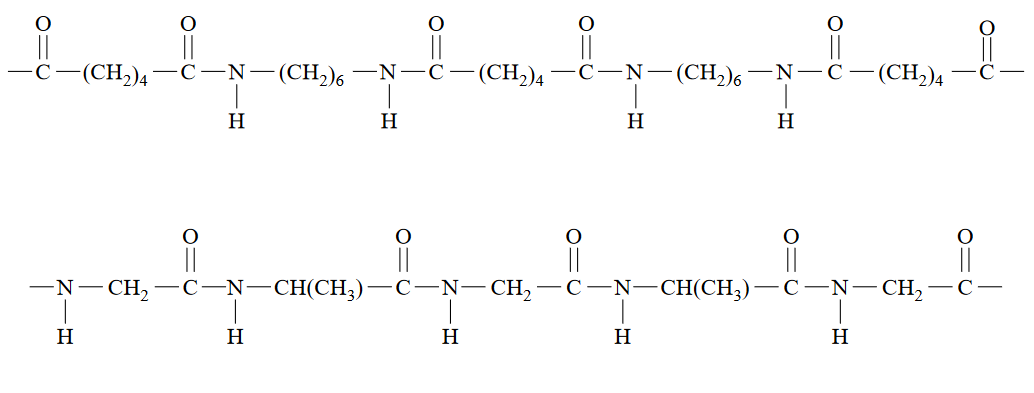 O O O O O O
C (CH₂)₄ C N (CH₂)₆ N C (CH₂)₄ C N (CH₂)₆ N C (CH₂)₄ C
H H H H
O O O O O
N CH₂ C N CH(CH₃) C N CH₂ C N CH(CH₃) C N CH₂ C
H H H H H